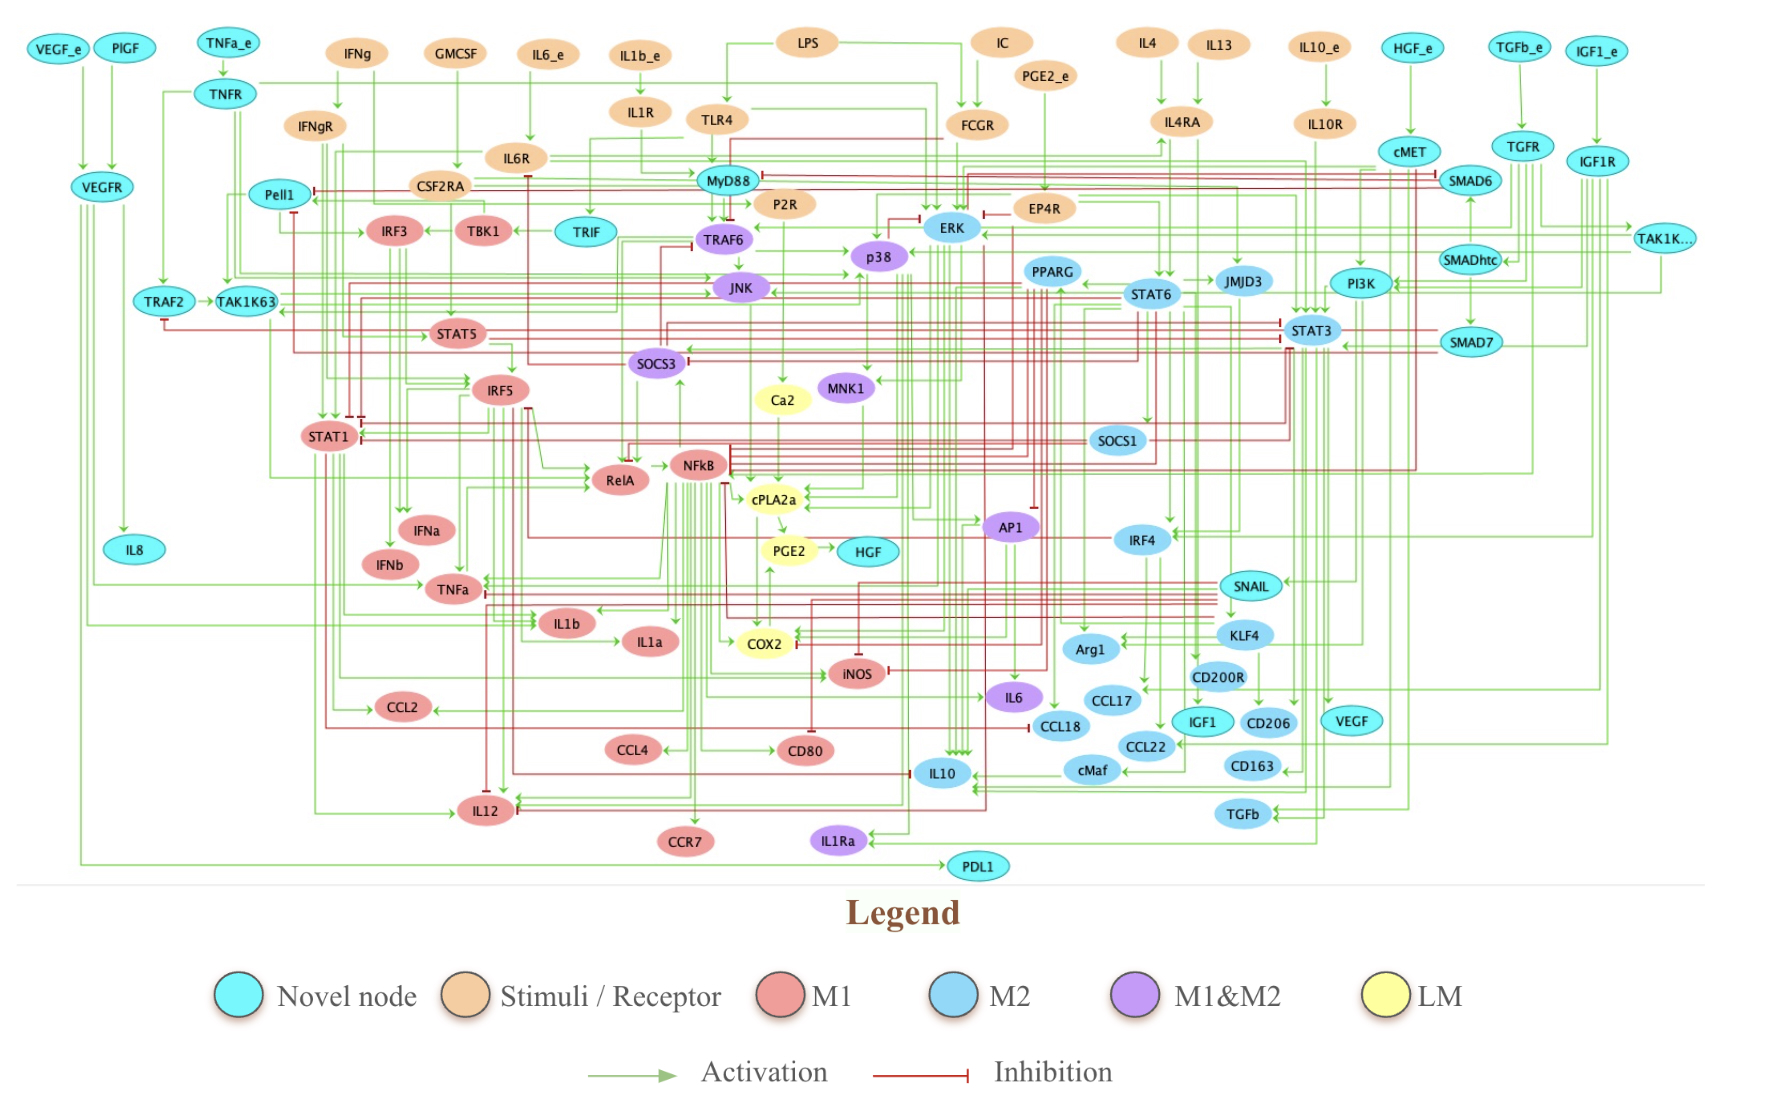 VEGF_e PlGF TNFa_e IFNg GMCSF IL6_e IL1b_e LPS IC IL4 IL13 IL10_e HGF_e TGFb_e IGF1_e
PGE2_e
TNFR IFNgR IL1R TLR4 FCGR IL4RA IL10R
IL6R cMET TGFR IGF1R
VEGFR Pell1 CSF2RA MyD88 SMAD6
P2R EP4R
IRF3 TBK1 TRIF TRAF6 ERK TAK1K...
p38 SMADhtc
JNK PPARG JMJD3 PI3K
TRAF2 TAK1K63 STAT6
STAT5 STAT3 SMAD7
SOCS3
IRF5 Ca2 MNK1
STAT1 SOCS1
RelA NFkB
cPLA2a
IFNa AP1 IRF4
IL8 IFNb PGE2 HGF
TNFa SNAIL
IL1b IL1a COX2 Arg1 KLF4
iNOS CD200R
CCL2 IL6 CCL17
CCL18 IGF1 CD206 VEGF
CCL4 CD80 CCL22
IL10 cMaf CD163
IL12 TGFb
CCR7 IL1Ra
PDL1
Legend
Novel node Stimuli / Receptor M1 M2 M1&M2 LM
Activation Inhibition